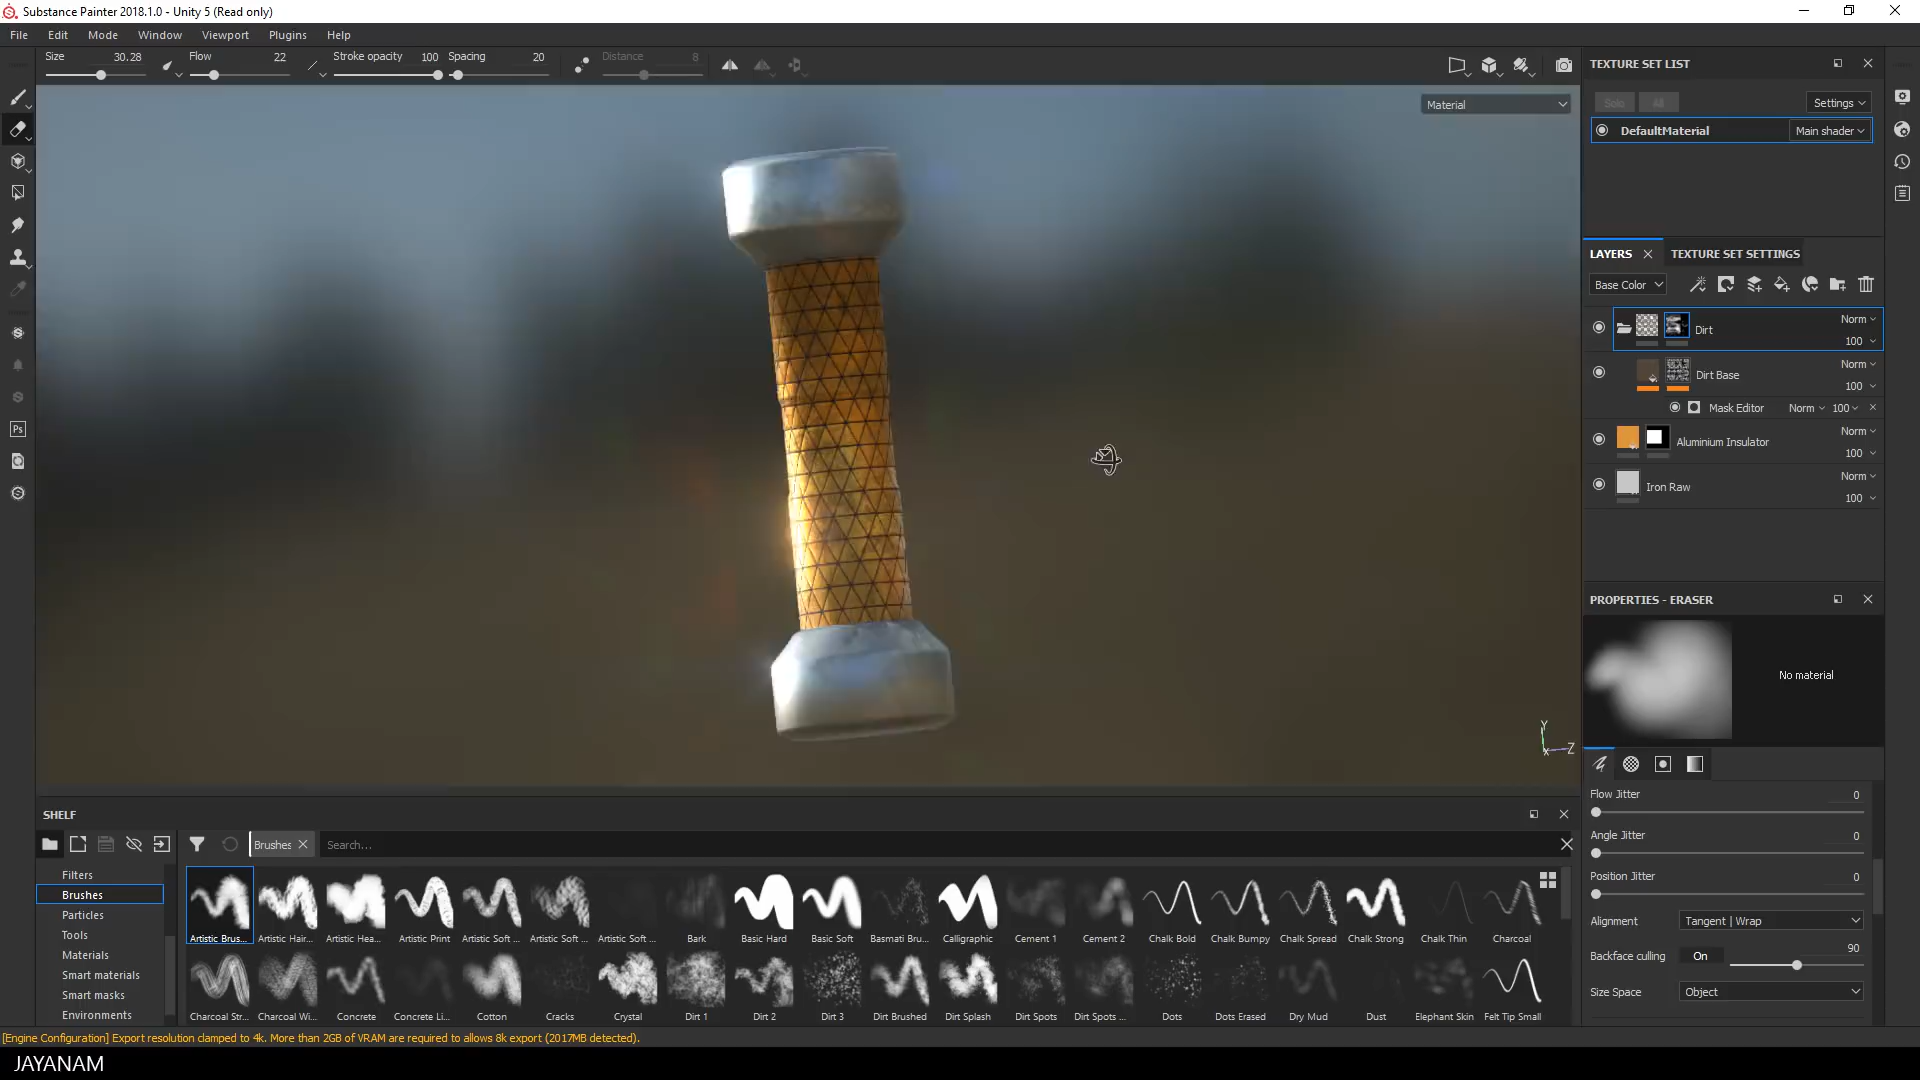 Substance Painter 2018.1.0 - Unity 5 (Read only)
File Edit Mode Window Viewport Plugins Help
Size 30.28 Flow 22 Stroke opacity 100 Spacing 20 Distance 8
Material
TEXTURE SET LIST
Solo All Settings
DefaultMaterial Main shader
LAYERS TEXTURE SET SETTINGS
Base Color
Dirt Norm 100
Dirt Base Norm 100
Mask Editor Norm 100
Aluminium Insulator Norm 100
Iron Raw Norm 100
PROPERTIES - ERASER
No material
Y
X Z
Flow Jitter 0
Angle Jitter 0
Position Jitter 0
Alignment Tangent | Wrap
Backface culling On 90
Size Space Object
Ps
SHELF
Brushes Search...
Filters
Brushes
Particles
Tools
Materials
Smart materials
Smart masks
Environments
Artistic Brus... Artistic Hair... Artistic Hea... Artistic Print Artistic Soft ... Artistic Soft ... Artistic Soft ... Bark Basic Hard Basic Soft Basmati Bru... Calligraphic Cement 1 Cement 2 Chalk Bold Chalk Bumpy Chalk Spread Chalk Strong Chalk Thin Charcoal
Charcoal Str... Charcoal Wi... Concrete Concrete Li... Cotton Cracks Crystal Dirt 1 Dirt 2 Dirt 3 Dirt Brushed Dirt Splash Dirt Spots Dirt Spots ... Dots Dots Erased Dry Mud Dust Elephant Skin Felt Tip Small
[Engine Configuration] Export resolution clamped to 4k. More than 2GB of VRAM are required to allows 8k export (2017MB detected).
JAYANAM